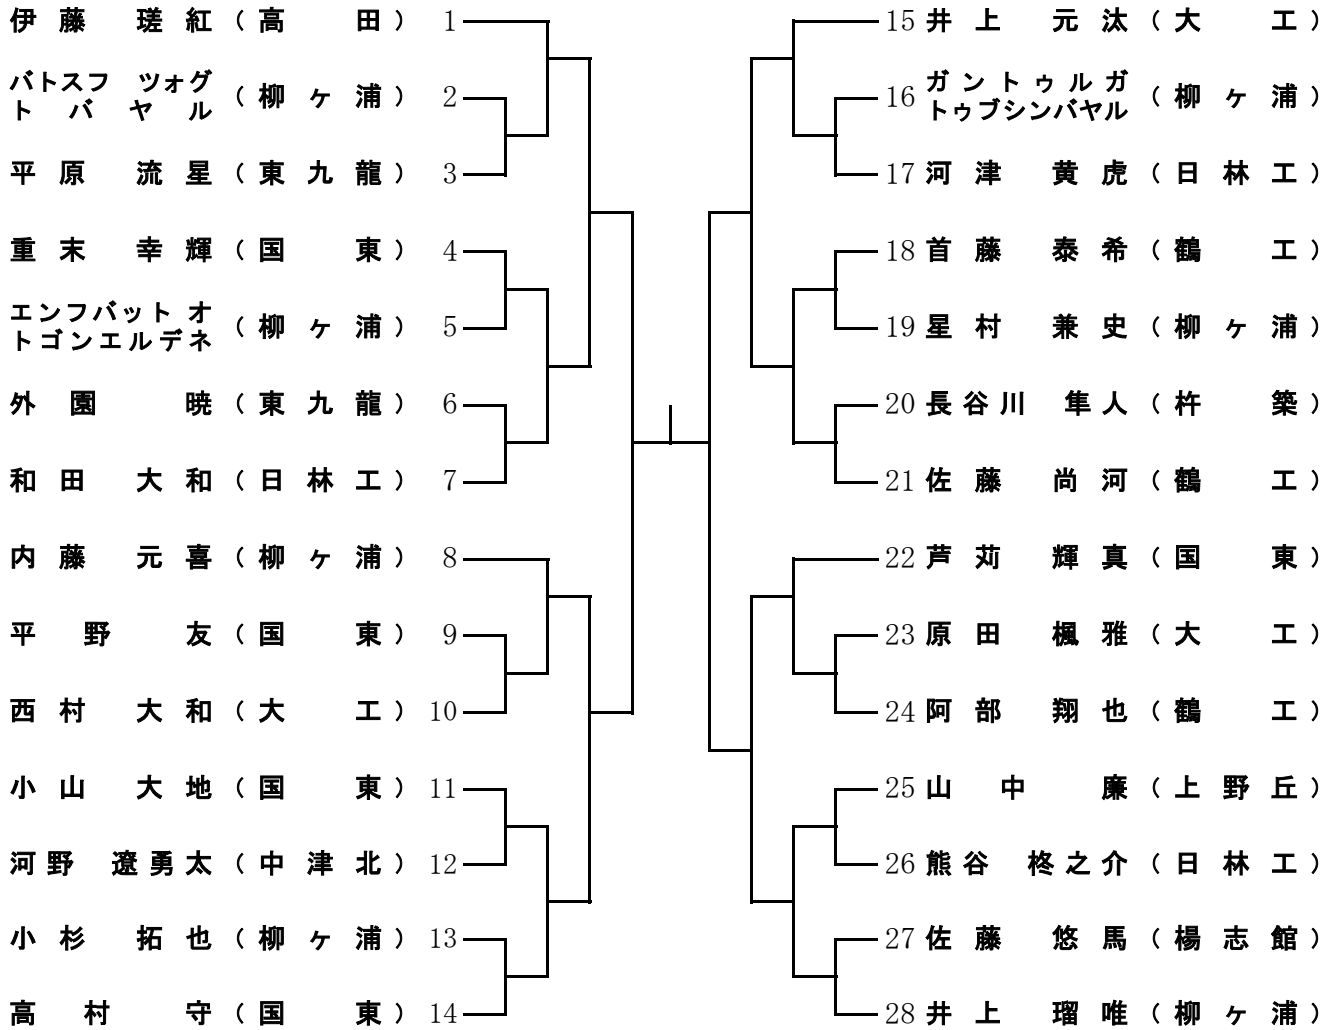 伊藤 瑳紅 (高田) 1
バトスフ ツォグ
トバヤル (柳ヶ浦) 2
平原 流星 (東九龍) 3
重末 幸輝 (国東) 4
エンフバット オ
トゴンエルデネ (柳ヶ浦) 5
外園 暁 (東九龍) 6
和田 大和 (日林工) 7
内藤 元喜 (柳ヶ浦) 8
平野 友 (国東) 9
西村 大和 (大工) 10
小山 大地 (国東) 11
河野 遼勇太 (中津北) 12
小杉 拓也 (柳ヶ浦) 13
高村 守 (国東) 14
15 井上 元汰 (大工)
16 ガントゥルガ
トゥブシンバヤル (柳ヶ浦)
17 河津 黄虎 (日林工)
18 首藤 泰希 (鶴工)
19 星村 兼史 (柳ヶ浦)
20 長谷川 隼人 (杵築)
21 佐藤 尚河 (鶴工)
22 芦苅 輝真 (国東)
23 原田 楓雅 (大工)
24 阿部 翔也 (鶴工)
25 山中 廉 (上野丘)
26 熊谷 柊之介 (日林工)
27 佐藤 悠馬 (楊志館)
28 井上 瑠唯 (柳ヶ浦)